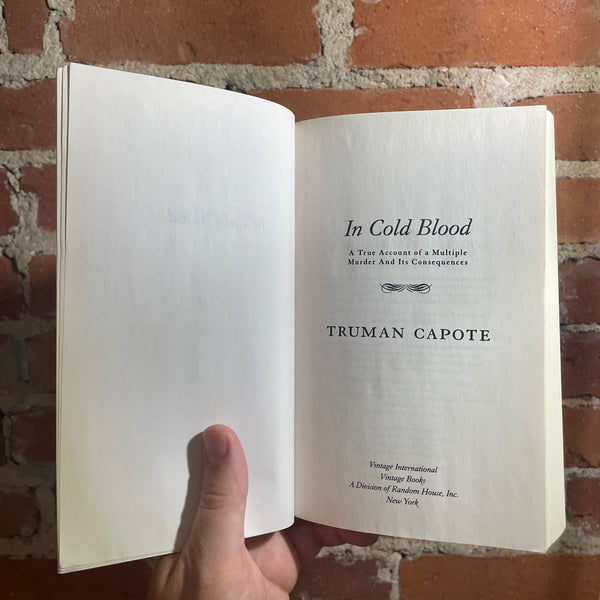 In Cold Blood
A True Account of a Multiple
Murder And Its Consequences
TRUMAN CAPOTE
Vintage International
Vintage Books
A Division of Random House, Inc.
New York